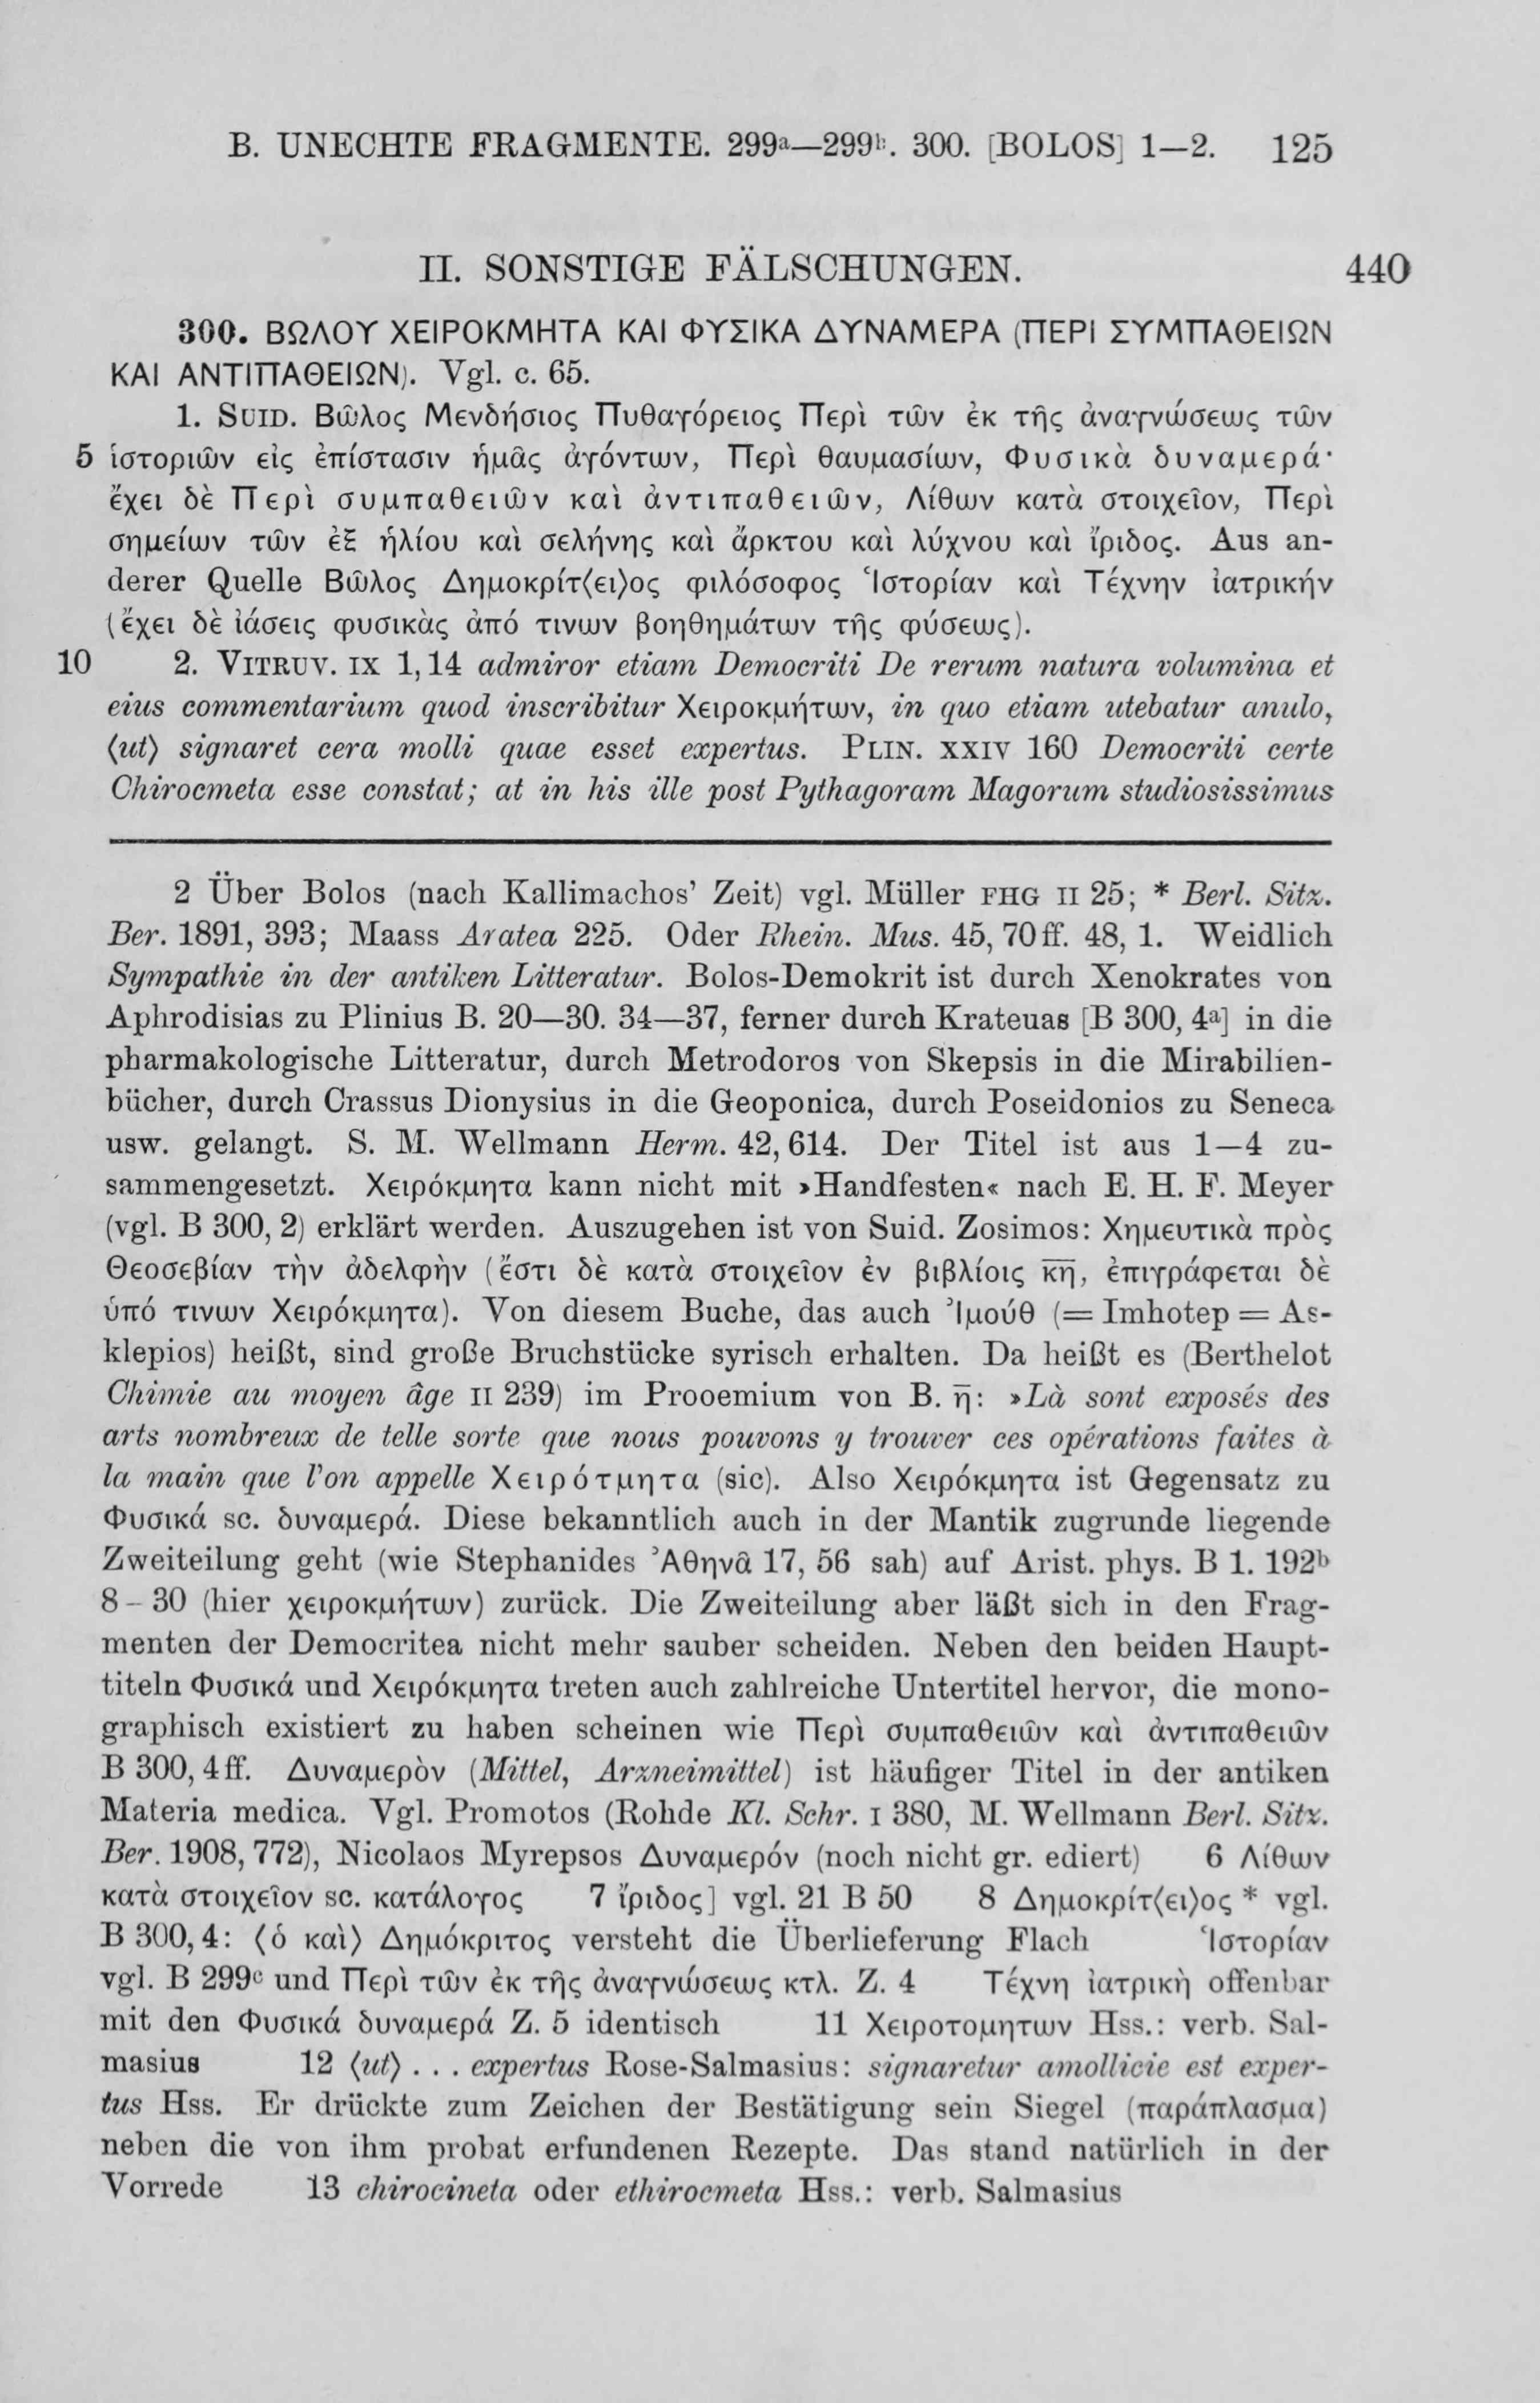 B. UNECHTE FRAGMENTE. 299ᵃ—299ᵇ. 300. [BOLOS] 1—2. 125
II. SONSTIGE FÄLSCHUNGEN. 440
300. ΒΩΛΟΥ ΧΕΙΡΟΚΜΗΤΑ ΚΑΙ ΦΥΣΙΚΑ ΔΥΝΑΜΕΡΑ (ΠΕΡΙ ΣΥΜΠΑΘΕΙΩΝ
ΚΑΙ ΑΝΤΙΠΑΘΕΙΩΝ). Vgl. c. 65.
1. SUID. Βῶλος Μενδήσιος Πυθαγόρειος Περὶ τῶν ἐκ τῆς ἀναγνώσεως τῶν
5 ἱστοριῶν εἰς ἐπίστασιν ἡμᾶς ἀγόντων, Περὶ θαυμασίων, Φυσικὰ δυναμερά·
ἔχει δὲ Περὶ συμπαθειῶν καὶ ἀντιπαθειῶν, Λίθων κατὰ στοιχεῖον, Περὶ
σημείων τῶν ἐξ ἡλίου καὶ σελήνης καὶ ἄρκτου καὶ λύχνου καὶ ἴριδος. Aus an-
derer Quelle Βῶλος Δημοκρίτ⟨ει⟩ος φιλόσοφος Ἱστορίαν καὶ Τέχνην ἰατρικήν
(ἔχει δὲ ἰάσεις φυσικὰς ἀπό τινων βοηθημάτων τῆς φύσεως).
10 2. VITRUV. IX 1,14 admiror etiam Democriti De rerum natura volumina et
eius commentarium quod inscribitur Χειροκμήτων, in quo etiam utebatur anulo,
⟨ut⟩ signaret cera molli quae esset expertus. PLIN. XXIV 160 Democriti certe
Chirocmeta esse constat; at in his ille post Pythagoram Magorum studiosissimus
2 Über Bolos (nach Kallimachos' Zeit) vgl. Müller FHG II 25; * Berl. Sitz.
Ber. 1891, 393; Maass Aratea 225. Oder Rhein. Mus. 45, 70 ff. 48, 1. Weidlich
Sympathie in der antiken Litteratur. Bolos-Demokrit ist durch Xenokrates von
Aphrodisias zu Plinius B. 20—30. 34—37, ferner durch Krateuas [B 300, 4ᵃ] in die
pharmakologische Litteratur, durch Metrodoros von Skepsis in die Mirabilien-
bücher, durch Crassus Dionysius in die Geoponica, durch Poseidonios zu Seneca
usw. gelangt. S. M. Wellmann Herm. 42, 614. Der Titel ist aus 1—4 zu-
sammengesetzt. Χειρόκμητα kann nicht mit »Handfesten« nach E. H. F. Meyer
(vgl. B 300, 2) erklärt werden. Auszugehen ist von Suid. Zosimos: Χημευτικὰ πρὸς
Θεοσεβίαν τὴν ἀδελφὴν (ἔστι δὲ κατὰ στοιχεῖον ἐν βιβλίοις κ̅η̅, ἐπιγράφεται δὲ
ὑπό τινων Χειρόκμητα). Von diesem Buche, das auch Ἰμούθ (= Imhotep = As-
klepios) heißt, sind große Bruchstücke syrisch erhalten. Da heißt es (Berthelot
Chimie au moyen âge II 239) im Prooemium von B. η̅: »Là sont exposés des
arts nombreux de telle sorte que nous pouvons y trouver ces opérations faites à
la main que l'on appelle Χειρότμητα (sic). Also Χειρόκμητα ist Gegensatz zu
Φυσικά sc. δυναμερά. Diese bekanntlich auch in der Mantik zugrunde liegende
Zweiteilung geht (wie Stephanides Ἀθηνᾶ 17, 56 sah) auf Arist. phys. B 1. 192ᵇ
8–30 (hier χειροκμήτων) zurück. Die Zweiteilung aber läßt sich in den Frag-
menten der Democritea nicht mehr sauber scheiden. Neben den beiden Haupt-
titeln Φυσικά und Χειρόκμητα treten auch zahlreiche Untertitel hervor, die mono-
graphisch existiert zu haben scheinen wie Περὶ συμπαθειῶν καὶ ἀντιπαθειῶν
B 300, 4 ff. Δυναμερὸν (Mittel, Arzneimittel) ist häufiger Titel in der antiken
Materia medica. Vgl. Promotos (Rohde Kl. Schr. I 380, M. Wellmann Berl. Sitz.
Ber. 1908, 772), Nicolaos Myrepsos Δυναμερόν (noch nicht gr. ediert) 6 Λίθων
κατὰ στοιχεῖον sc. κατάλογος 7 ἴριδος] vgl. 21 B 50 8 Δημοκρίτ⟨ει⟩ος * vgl.
B 300, 4: ⟨ὁ καὶ⟩ Δημόκριτος versteht die Überlieferung Flach Ἱστορίαν
vgl. B 299ᶜ und Περὶ τῶν ἐκ τῆς ἀναγνώσεως κτλ. Z. 4 Τέχνη ἰατρικὴ offenbar
mit den Φυσικά δυναμερά Z. 5 identisch 11 Χειροτομητων Hss.: verb. Sal-
masius 12 ⟨ut⟩ . . . expertus Rose-Salmasius: signaretur amollicie est exper-
tus Hss. Er drückte zum Zeichen der Bestätigung sein Siegel (παράπλασμα)
neben die von ihm probat erfundenen Rezepte. Das stand natürlich in der
Vorrede 13 chirocineta oder ethirocmeta Hss.: verb. Salmasius